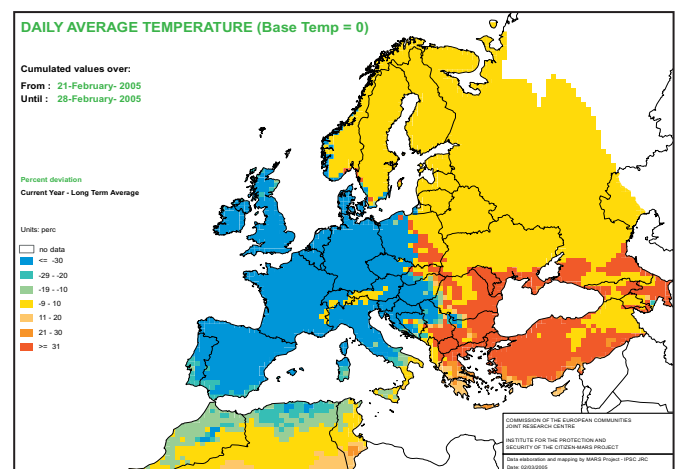 DAILY AVERAGE TEMPERATURE (Base Temp = 0)
Cumulated values over:
From : 21-February- 2005
Until : 28-February- 2005
Percent deviation
Current Year - Long Term Average
Units: perc
no data
<= -30
-29 - -20
-19 - -10
-9 - 10
11 - 20
21 - 30
>= 31
COMMISSION OF THE EUROPEAN COMMUNITIES
JOINT RESEARCH CENTRE
INSTITUTE FOR THE PROTECTION AND
SECURITY OF THE CITIZEN-MARS PROJECT
Data elaboration and mapping by MARS Project - IPSC JRC
Date: 02/03/2005